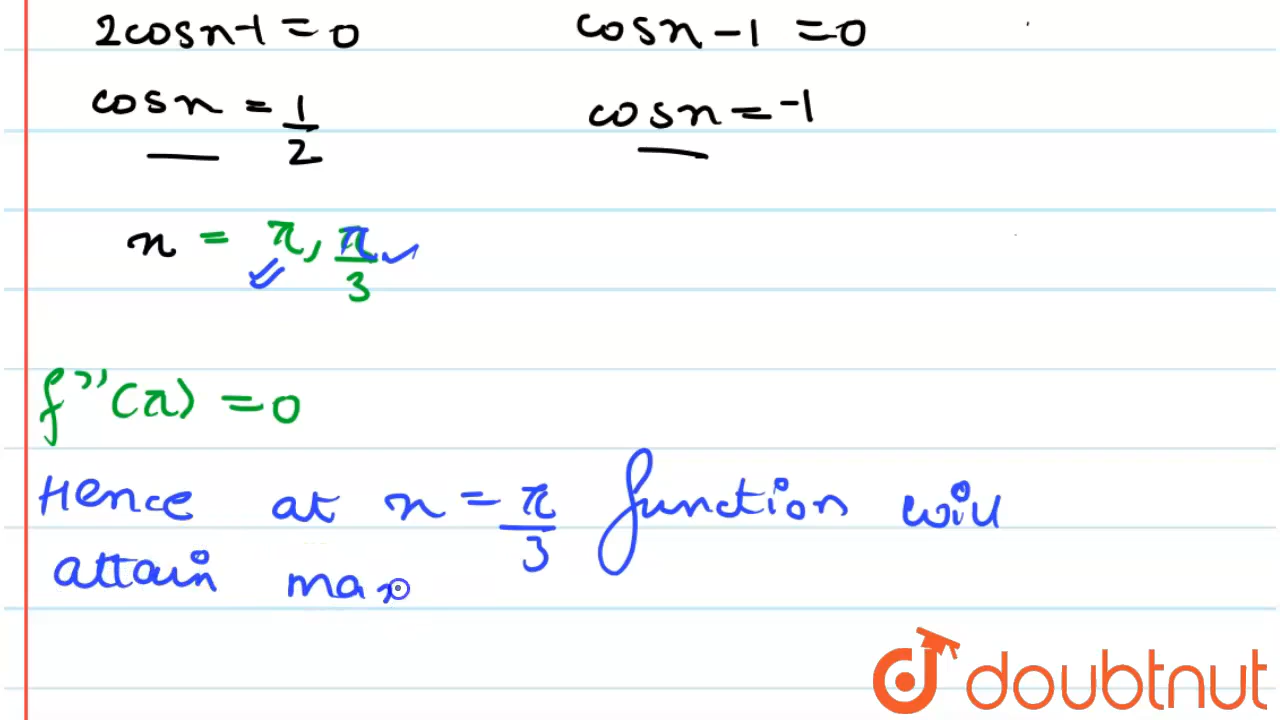 2cosx-1=0 cosx-1=0
cosx=1/2 cosx=-1
x = π, π/3
f''(π)=0
Hence at x=π/3 function will
attain max
doubtnut